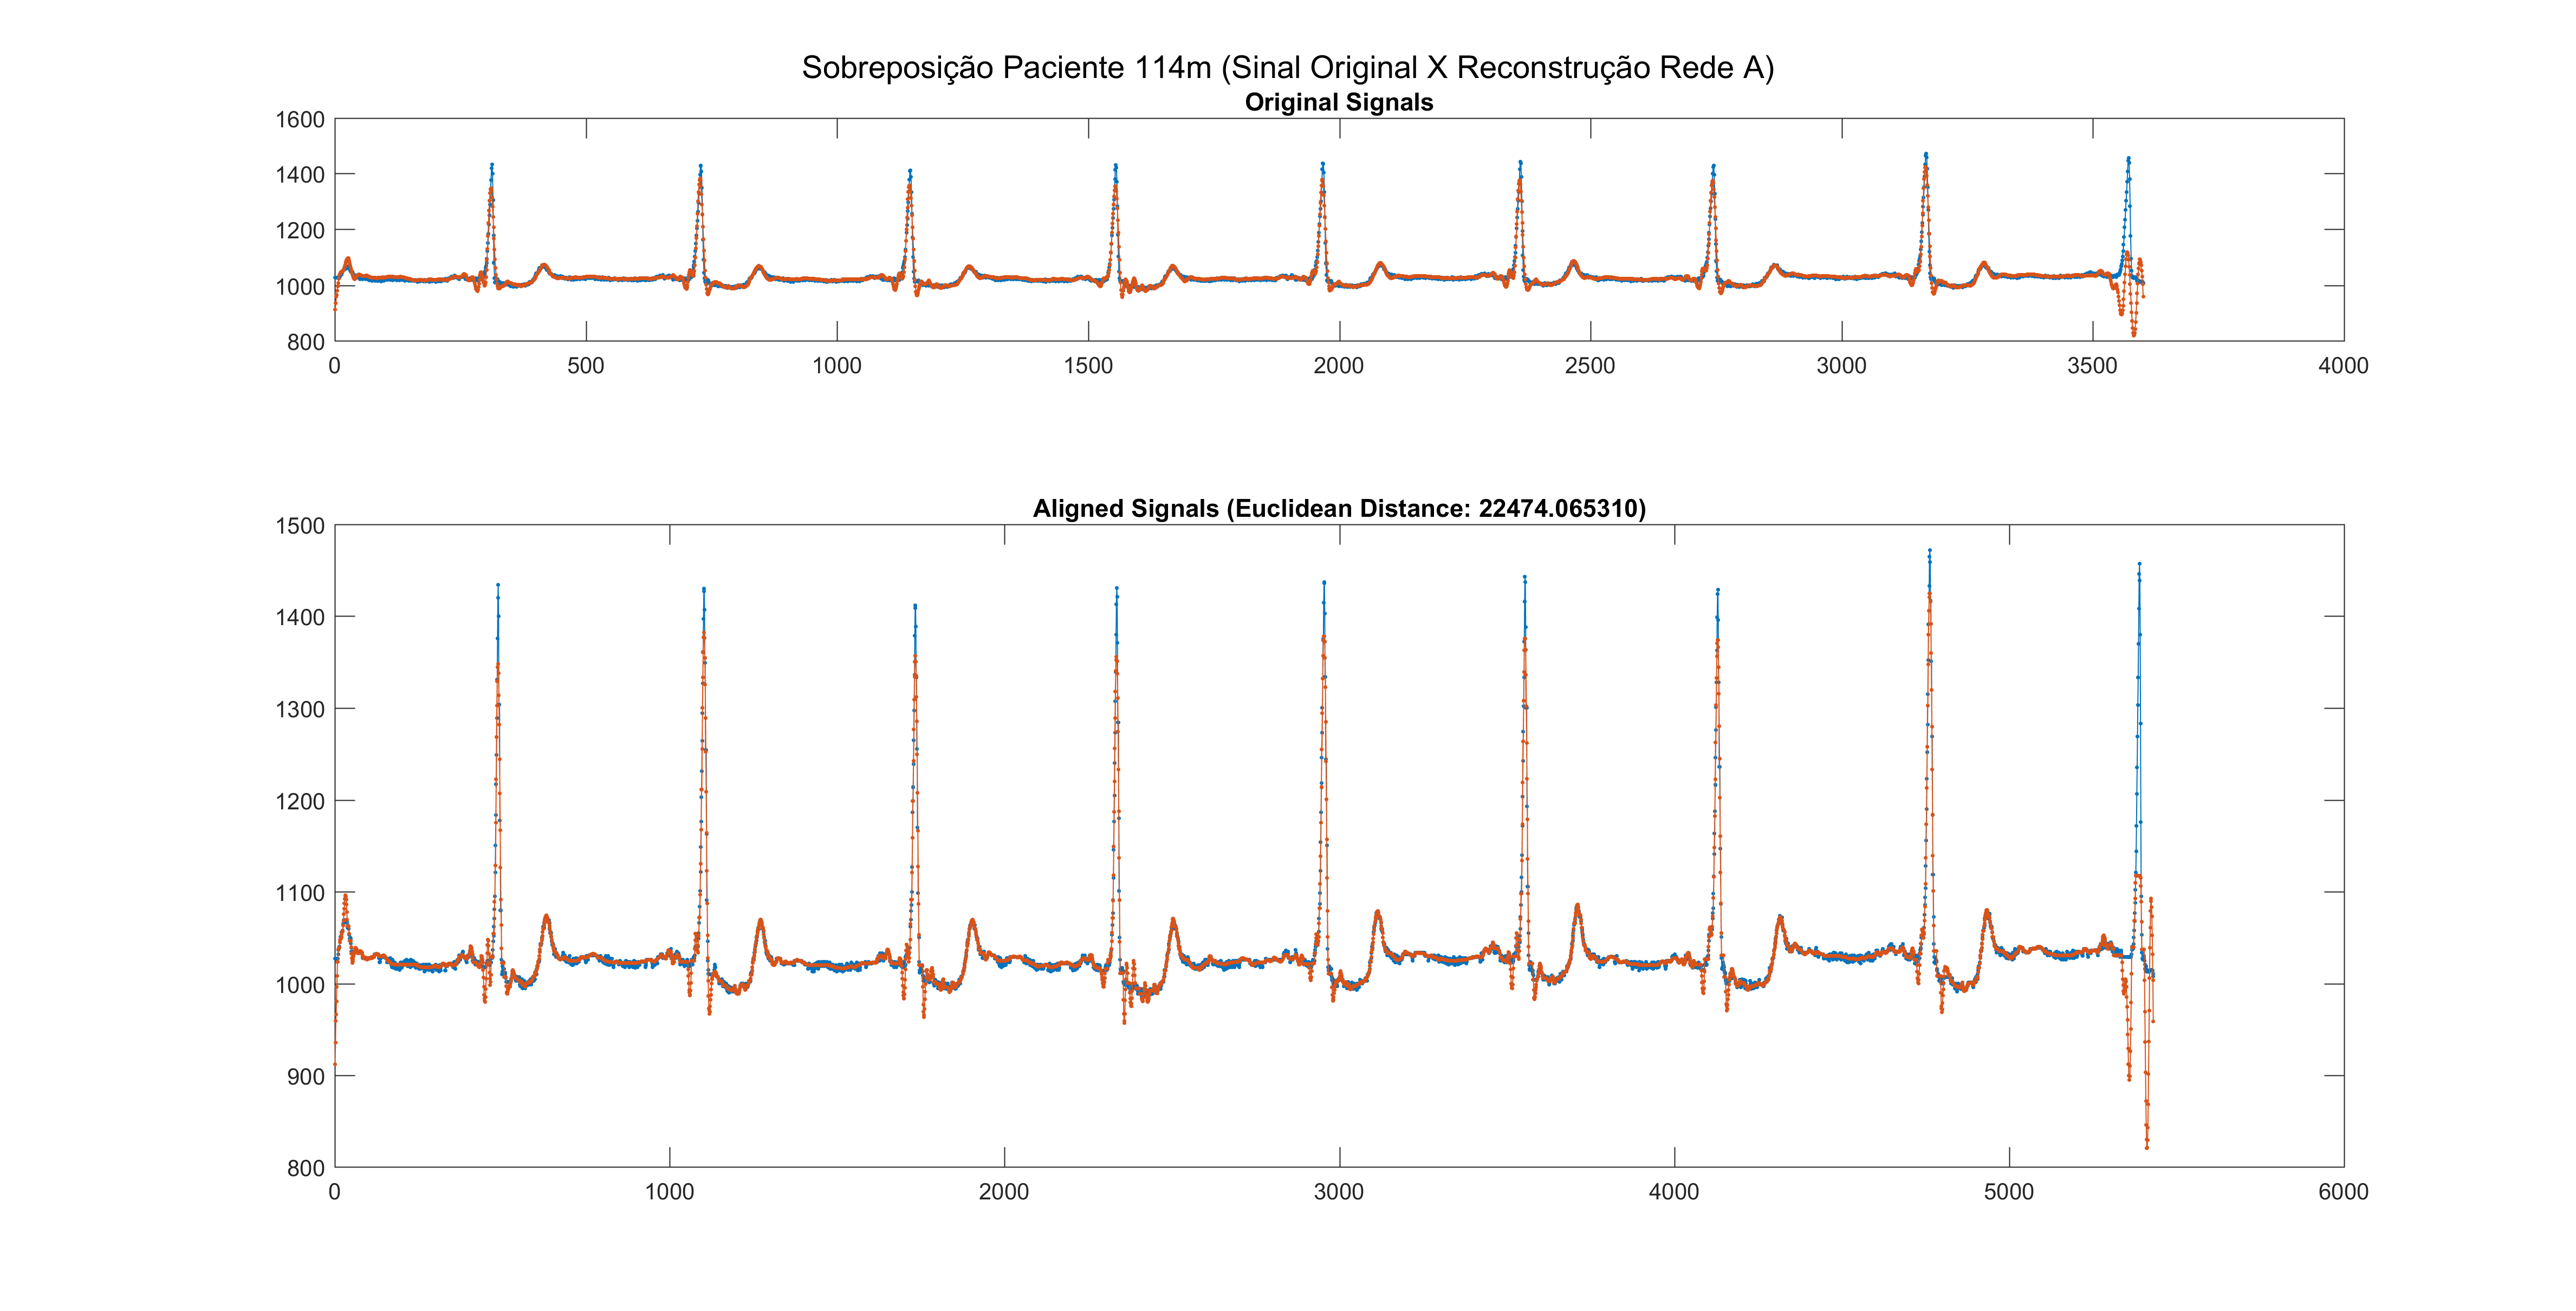 Sobreposição Paciente 114m (Sinal Original X Reconstrução Rede A)
Original Signals
1600
1400
1200
1000
800
0 500 1000 1500 2000 2500 3000 3500 4000
Aligned Signals (Euclidean Distance: 22474.065310)
1500
1400
1300
1200
1100
1000
900
800
0 1000 2000 3000 4000 5000 6000